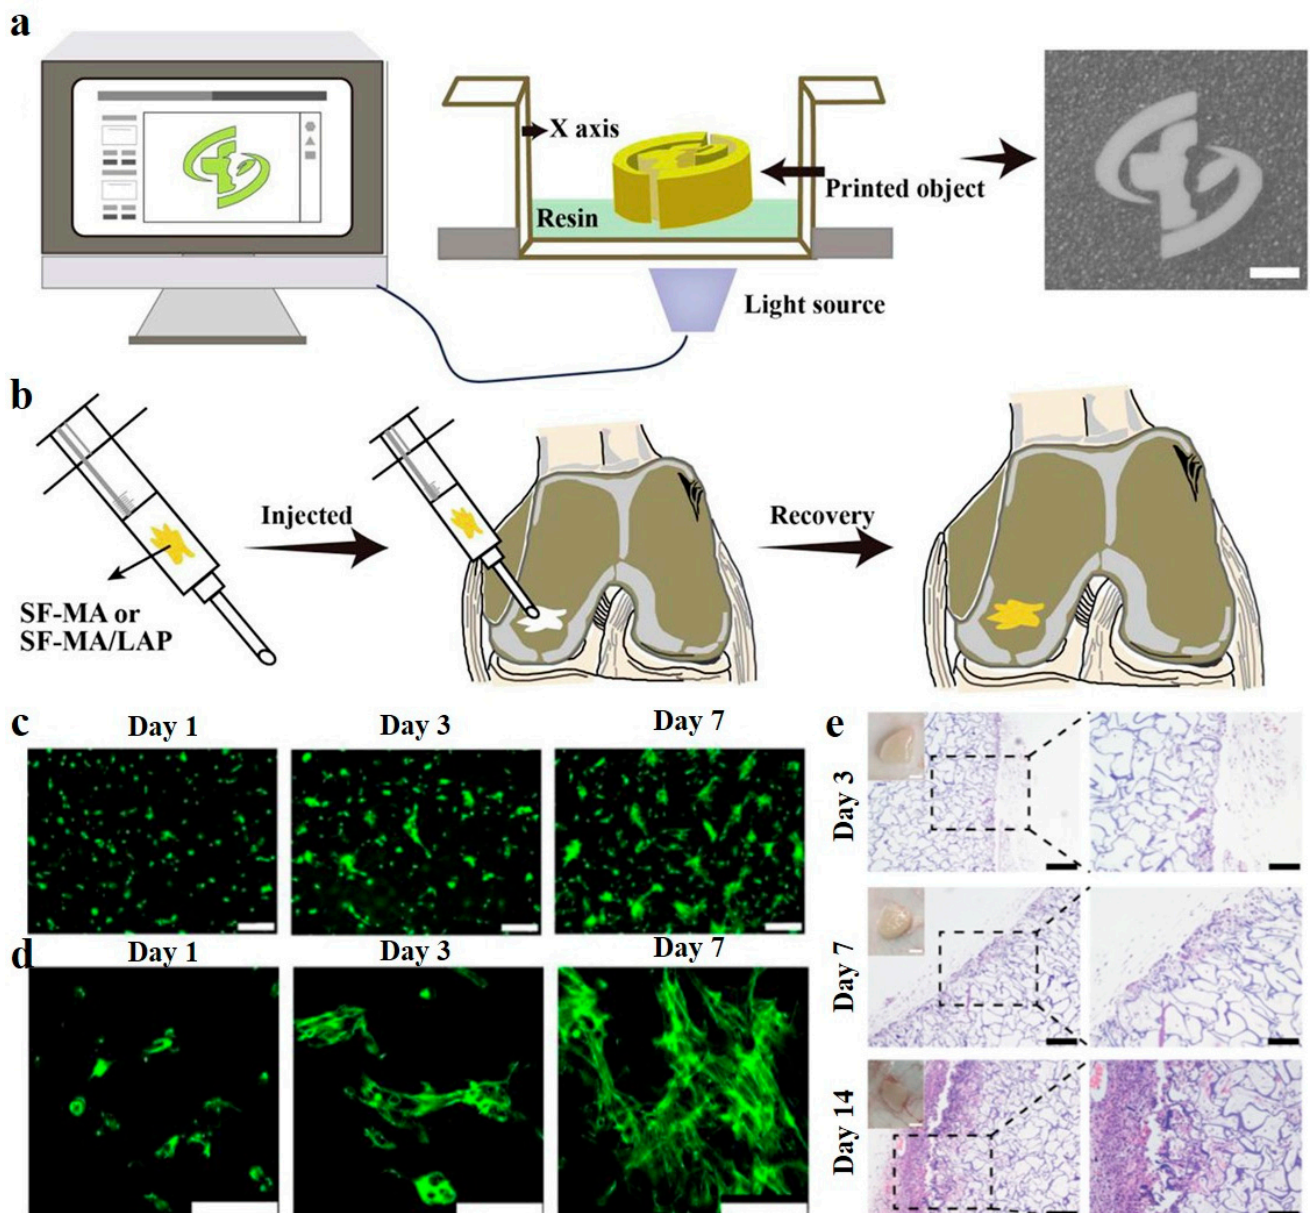 a
X axis
Printed object
Resin
Light source
b
Injected
Recovery
SF-MA or
SF-MA/LAP
c
Day 1
Day 3
Day 7
d
Day 1
Day 3
Day 7
e
Day 3
Day 7
Day 14